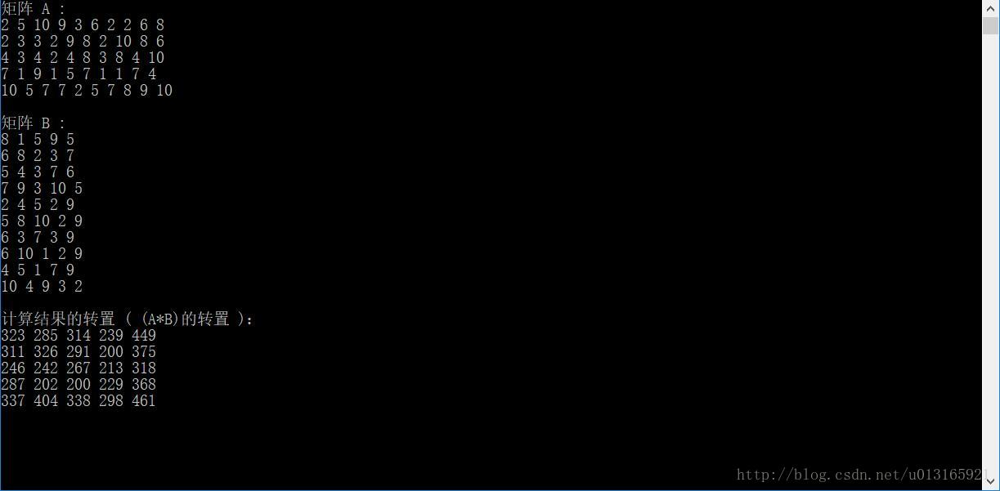 矩阵 A :
2 5 10 9 3 6 2 2 6 8
2 3 3 2 9 8 2 10 8 6
4 3 4 2 4 8 3 8 4 10
7 1 9 1 5 7 1 1 7 4
10 5 7 7 2 5 7 8 9 10
矩阵 B :
8 1 5 9 5
6 8 2 3 7
5 4 3 7 6
7 9 3 10 5
2 4 5 2 9
5 8 10 2 9
6 3 7 3 9
6 10 1 2 9
4 5 1 7 9
10 4 9 3 2
计算结果的转置 ( (A*B)的转置 ):
323 285 314 239 449
311 326 291 200 375
246 242 267 213 318
287 202 200 229 368
337 404 338 298 461
http://blog.csdn.net/u013165921